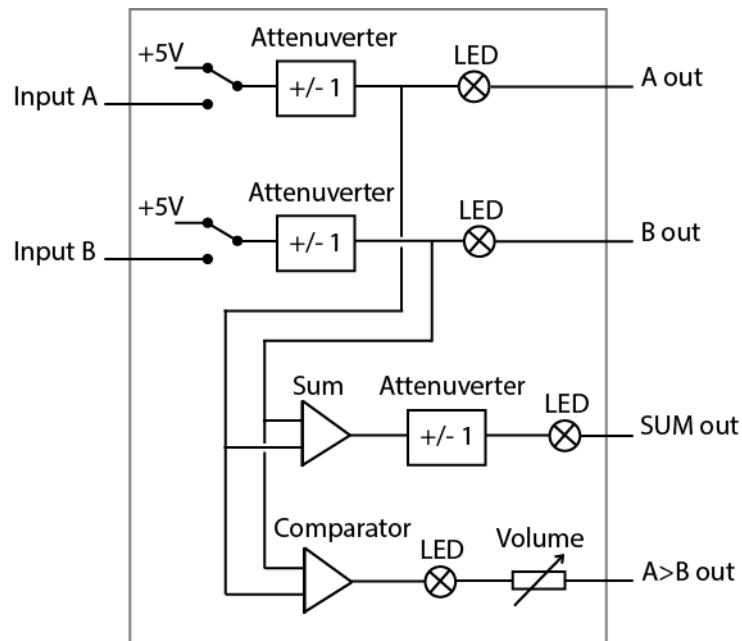 Attenuverter
LED
+5V
Input A
+/- 1
A out
Attenuverter
LED
+5V
Input B
+/- 1
B out
Sum
Attenuverter
LED
+/- 1
SUM out
Comparator
LED
Volume
A>B out